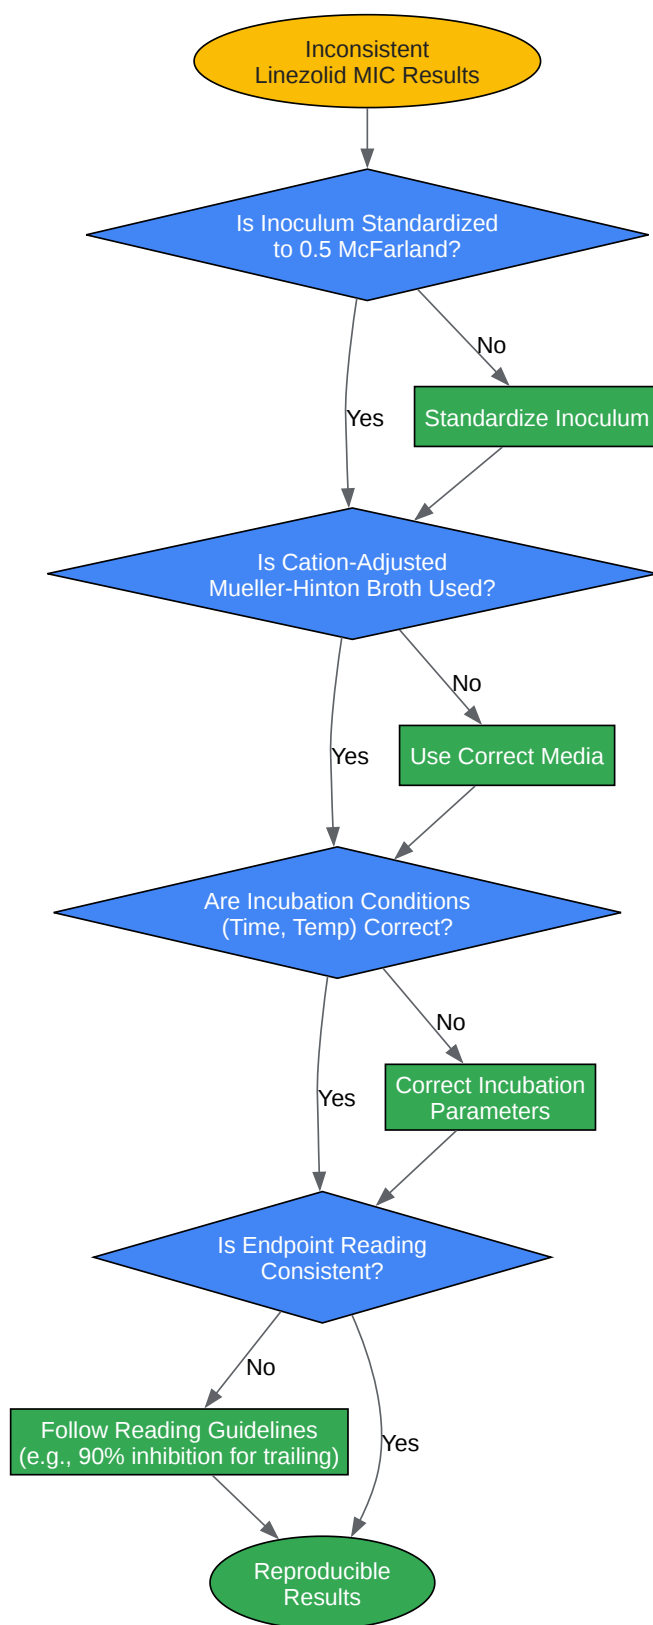 Inconsistent
Linezolid MIC Results
Is Inoculum Standardized
to 0.5 McFarland?
No
Yes
Standardize Inoculum
Is Cation-Adjusted
Mueller-Hinton Broth Used?
No
Yes
Use Correct Media
Are Incubation Conditions
(Time, Temp) Correct?
No
Yes
Correct Incubation
Parameters
Is Endpoint Reading
Consistent?
No
Yes
Follow Reading Guidelines
(e.g., 90% inhibition for trailing)
Reproducible
Results